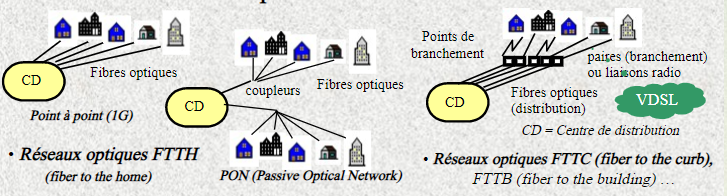 CD
Fibres optiques
Point à point (1G)
• Réseaux optiques FTTH
(fiber to the home)
coupleurs
Fibres optiques
CD
PON (Passive Optical Network)
Points de
branchement
paires (branchement)
ou liaisons radio
CD
Fibres optiques
(distribution)
VDSL
CD = Centre de distribution
• Réseaux optiques FTTC (fiber to the curb),
FTTB (fiber to the building) …